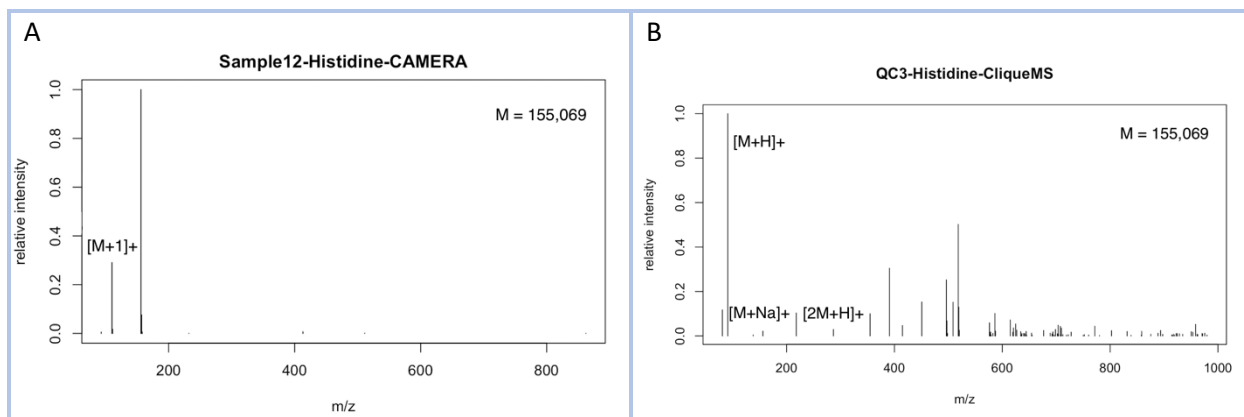 A
Sample12-Histidine-CAMERA
M = 155,069
[M+1]+
relative intensity
0.0
0.2
0.4
0.6
0.8
1.0
200
400
600
800
m/z
B
QC3-Histidine-CliqueMS
M = 155,069
[M+H]+
[M+Na]+
[2M+H]+
relative intensity
0.0
0.2
0.4
0.6
0.8
1.0
200
400
600
800
1000
m/z